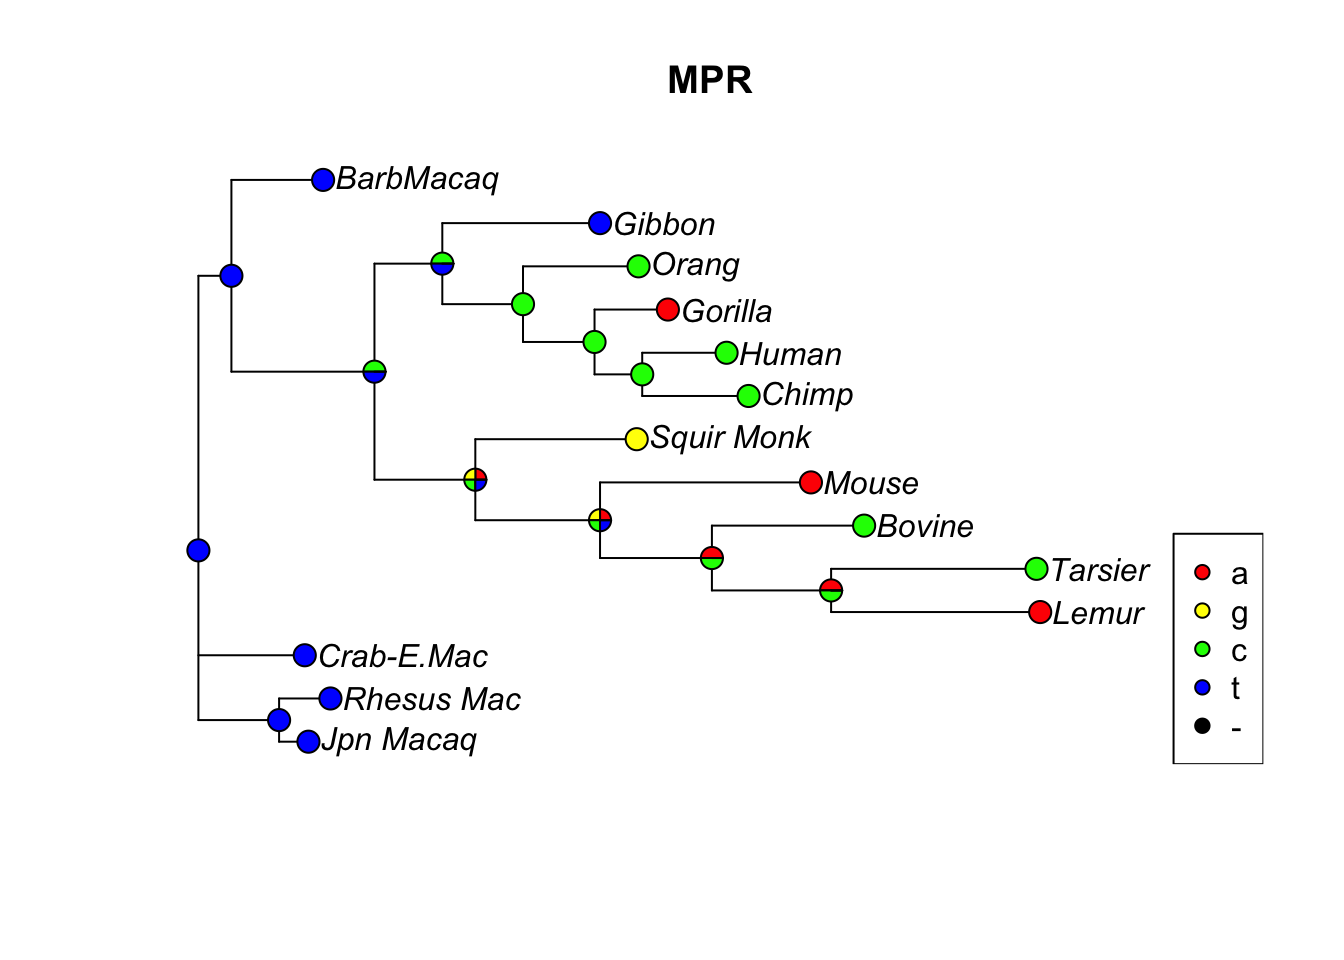 MPR
BarbMacaq
Gibbon
Orang
Gorilla
Human
Chimp
Squir Monk
Mouse
Bovine
Tarsier
Lemur
Crab-E.Mac
Rhesus Mac
Jpn Macaq
a
g
c
t
-